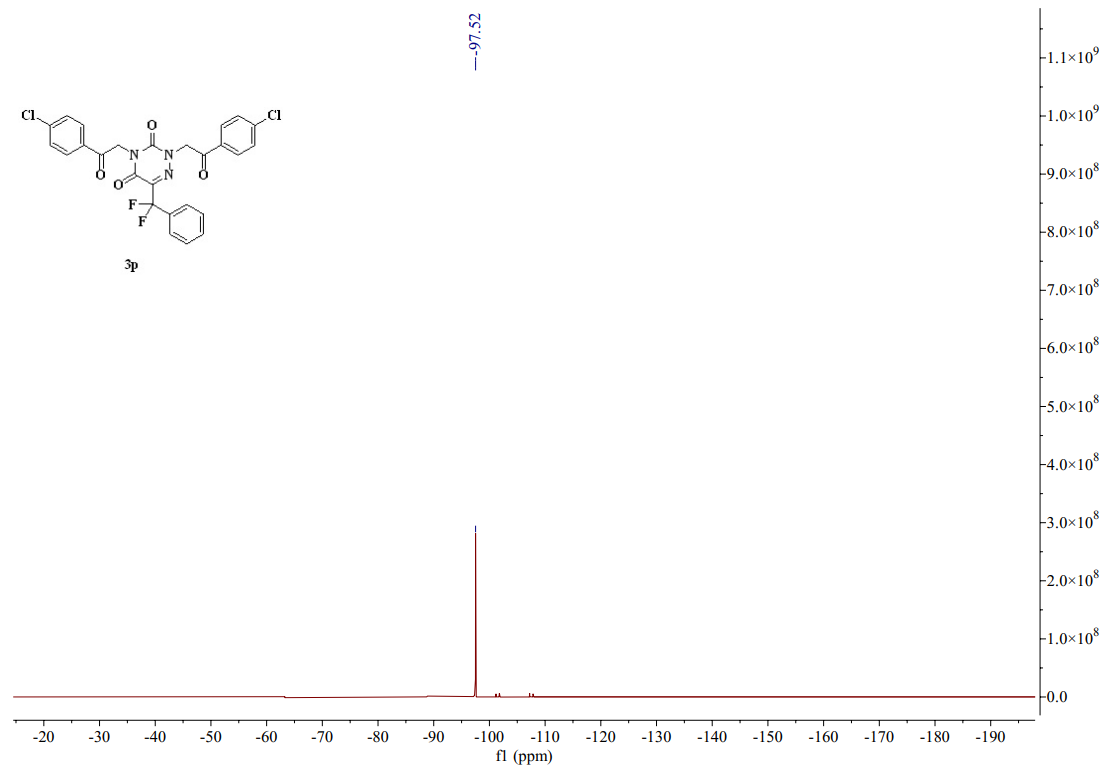 -97.52
Cl
Cl
O
N
N
O
O
O
N
F
F
3p
1.1×10⁹
1.0×10⁹
9.0×10⁸
8.0×10⁸
7.0×10⁸
6.0×10⁸
5.0×10⁸
4.0×10⁸
3.0×10⁸
2.0×10⁸
1.0×10⁸
0.0
-20 -30 -40 -50 -60 -70 -80 -90 -100 -110 -120 -130 -140 -150 -160 -170 -180 -190
f1 (ppm)